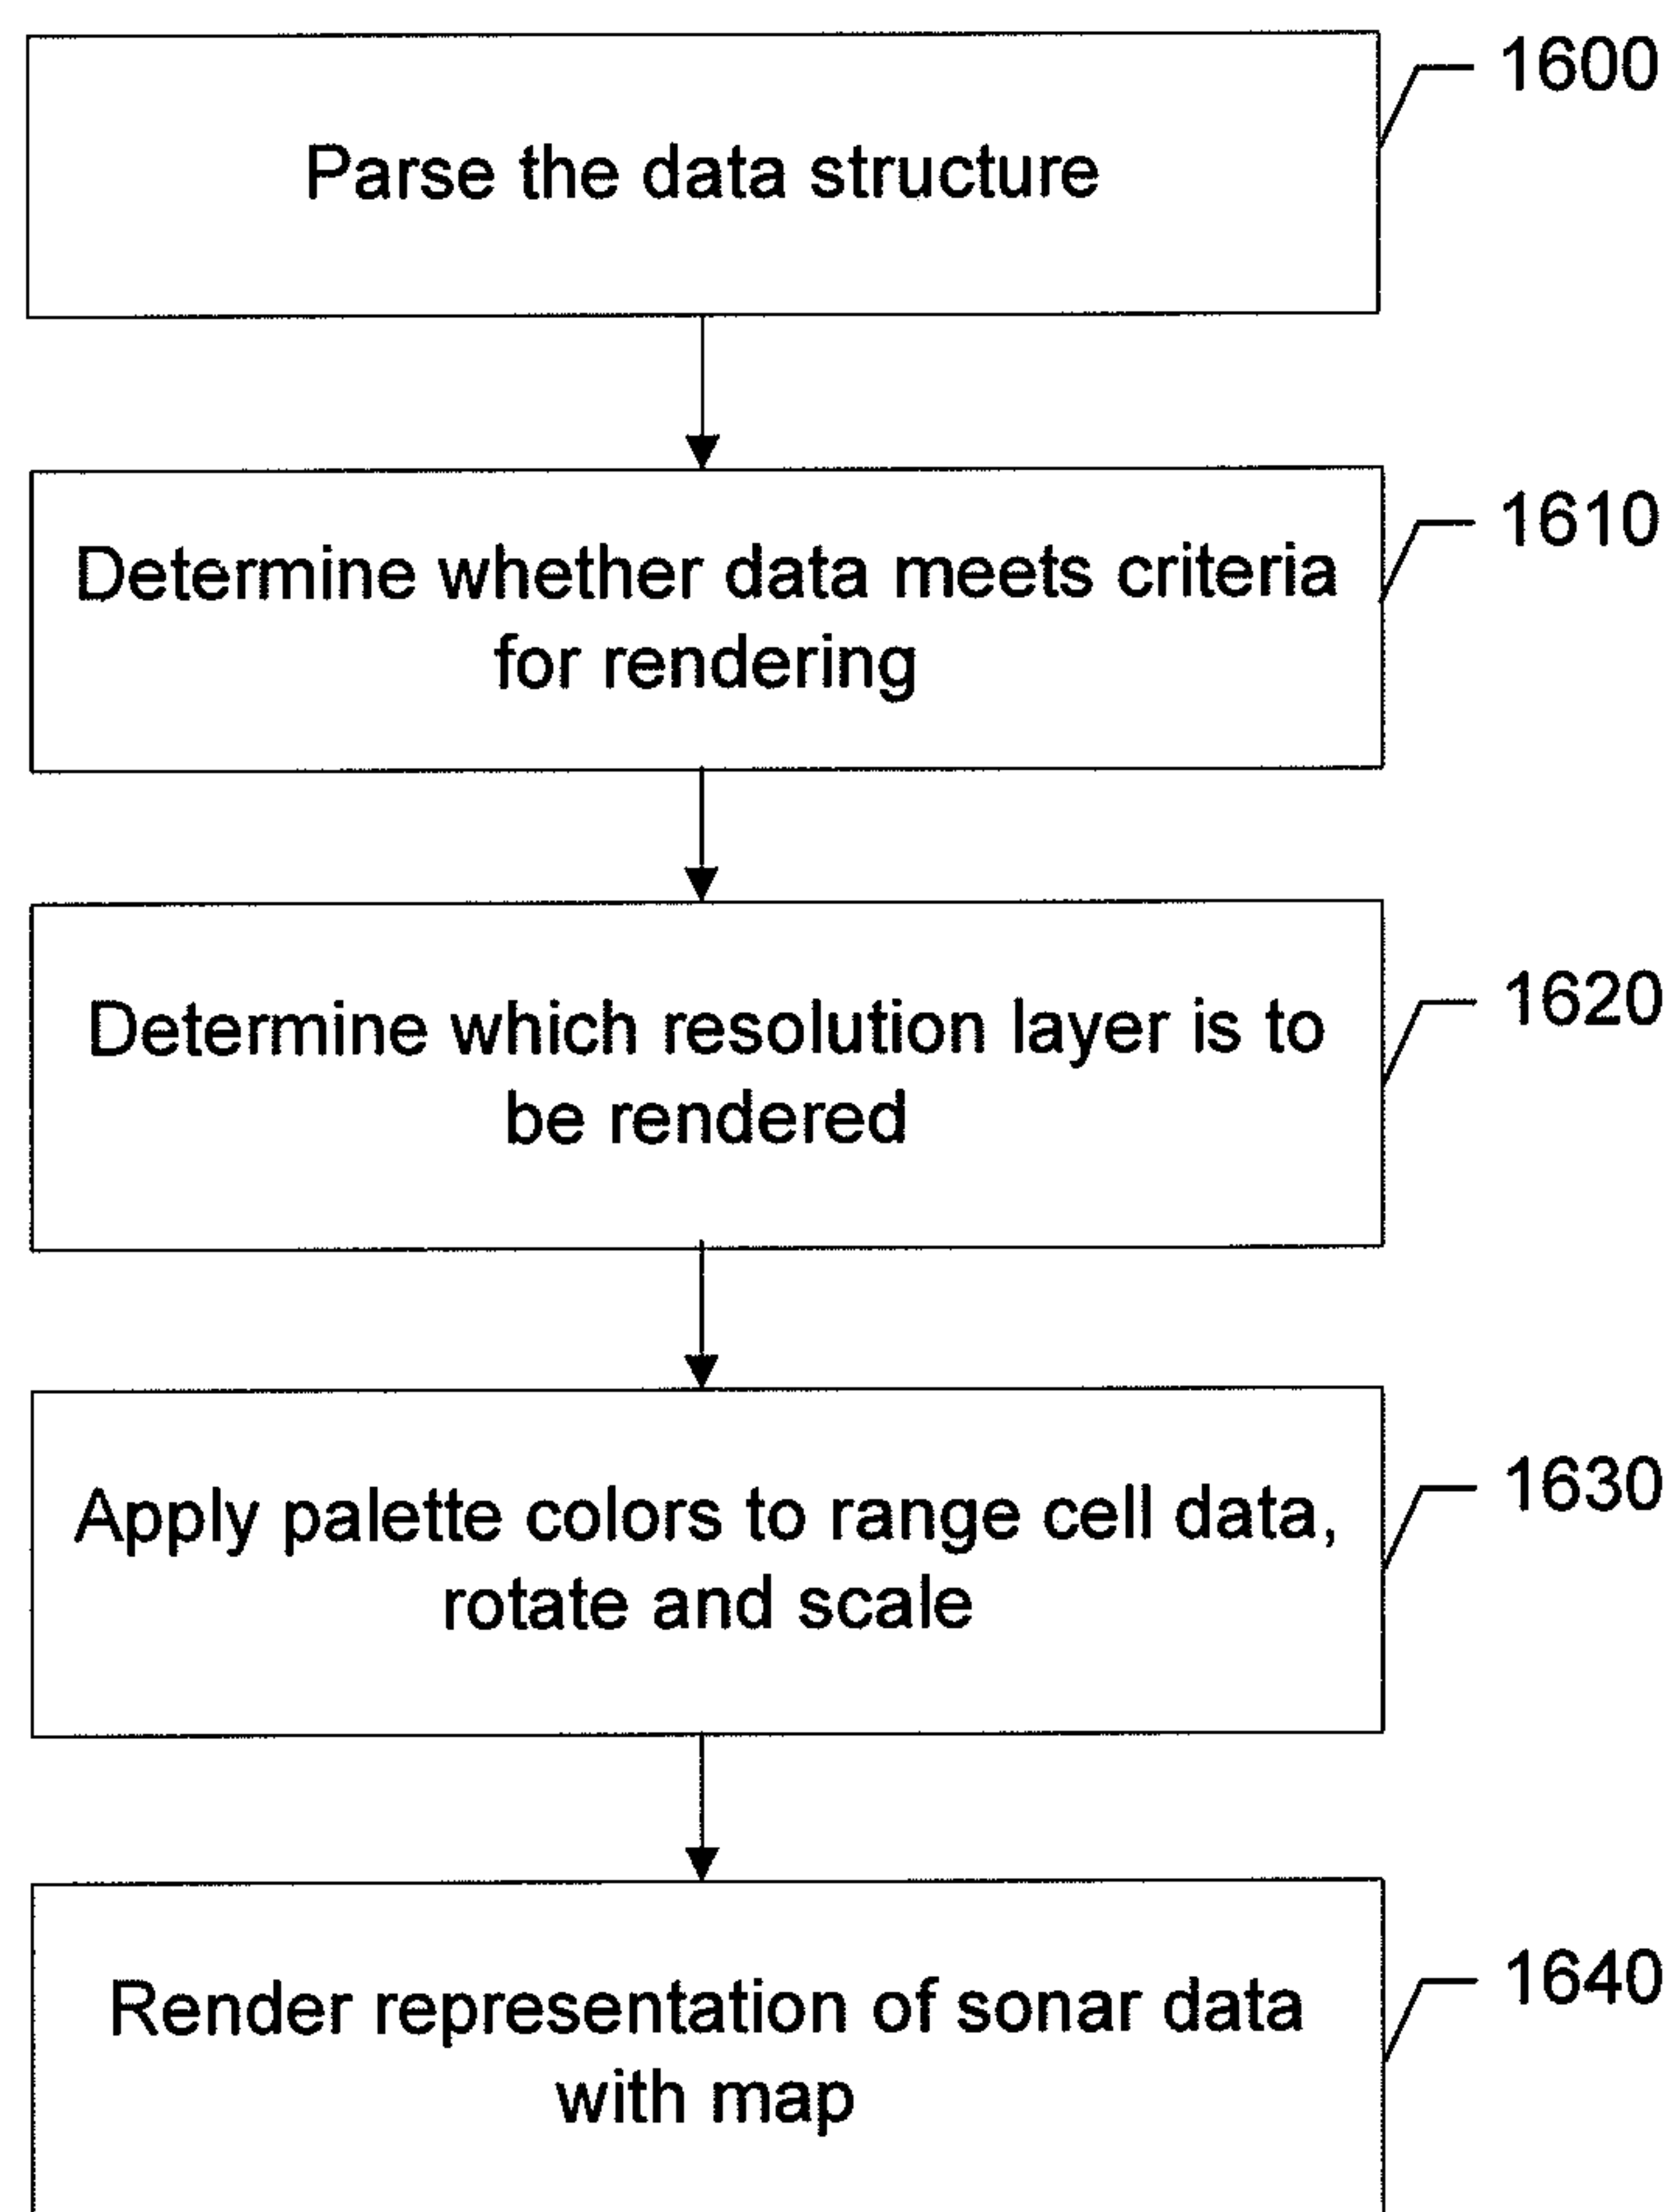 1600
Parse the data structure
1610
Determine whether data meets criteria
for rendering
1620
Determine which resolution layer is to
be rendered
1630
Apply palette colors to range cell data,
rotate and scale
1640
Render representation of sonar data
with map